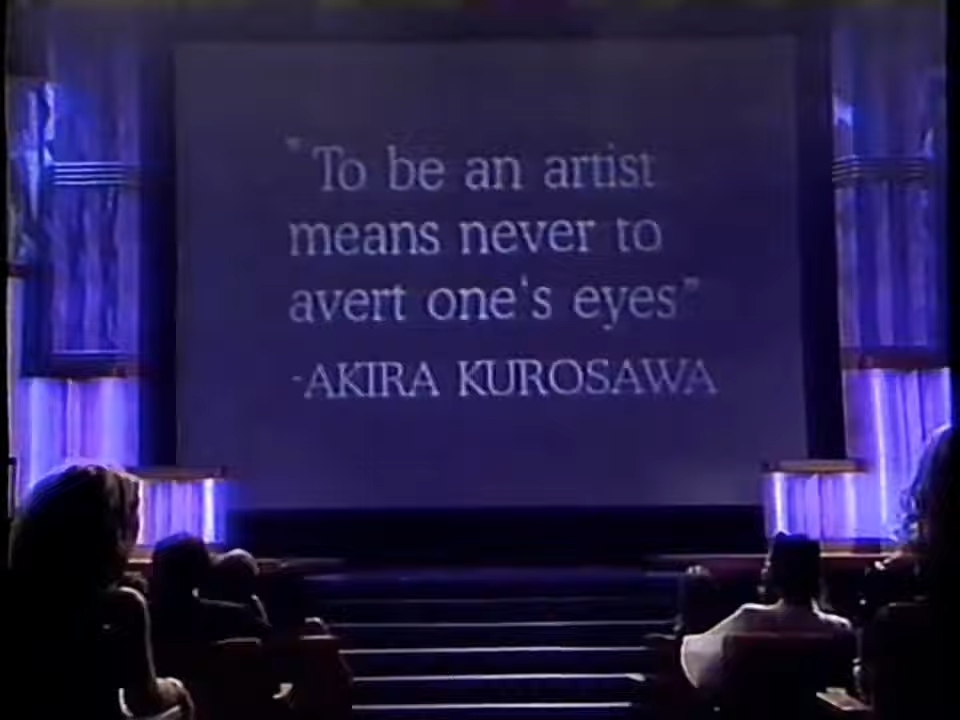 "To be an artist
means never to
avert one's eyes"
-AKIRA KUROSAWA